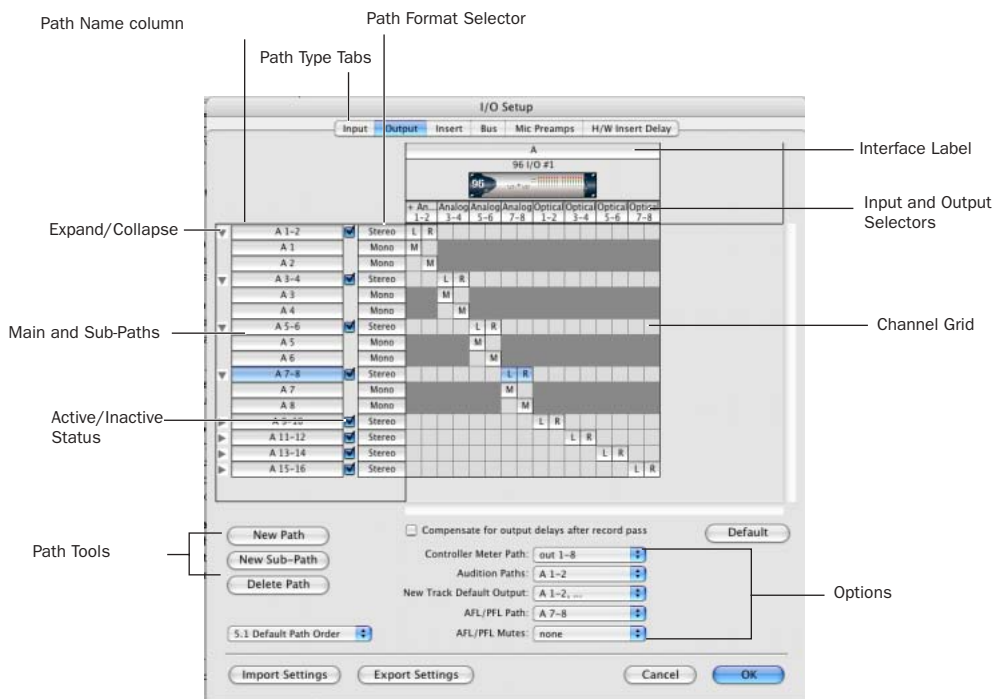 Path Name column
Path Format Selector
Path Type Tabs
I/O Setup
Input Output Insert Bus Mic Preamps H/W Insert Delay
A
Interface Label
96 I/O #1
96
+ An... Analog Analog Analog Optical Optical Optical Optical
1-2 3-4 5-6 7-8 1-2 3-4 5-6 7-8
Input and Output
Selectors
Expand/Collapse
A 1-2 Stereo L R
A 1 Mono M
A 2 Mono M
A 3-4 Stereo L R
A 3 Mono M
A 4 Mono M
Main and Sub-Paths
A 5-6 Stereo L R
Channel Grid
A 5 Mono M
A 6 Mono M
A 7-8 Stereo L R
A 7 Mono M
A 8 Mono M
Active/Inactive
Status
A 9-10 Stereo L R
A 11-12 Stereo L R
A 13-14 Stereo L R
A 15-16 Stereo L R
Path Tools
New Path
New Sub-Path
Delete Path
Compensate for output delays after record pass
Default
Controller Meter Path: out 1-8
Audition Paths: A 1-2
New Track Default Output: A 1-2, ...
AFL/PFL Path: A 7-8
AFL/PFL Mutes: none
Options
5.1 Default Path Order
Import Settings Export Settings Cancel OK